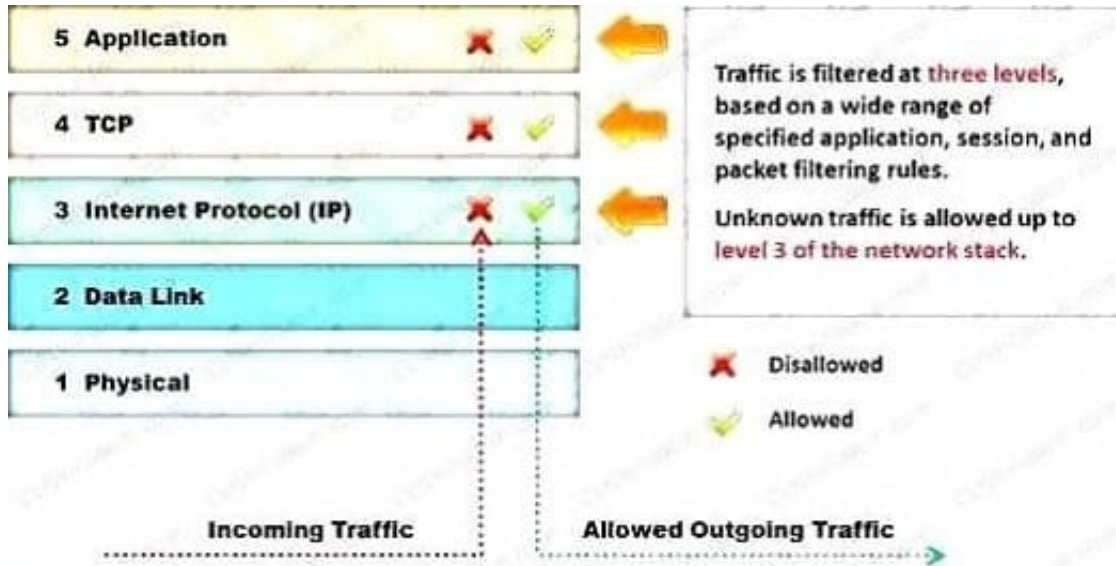 5 Application
4 TCP
3 Internet Protocol (IP)
2 Data Link
1 Physical
Traffic is filtered at three levels,
based on a wide range of
specified application, session, and
packet filtering rules.
Unknown traffic is allowed up to
level 3 of the network stack.
Disallowed
Allowed
Incoming Traffic
Allowed Outgoing Traffic